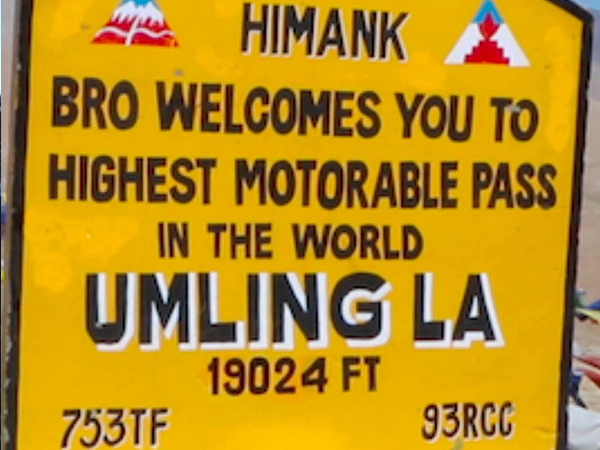 HIMANK
BRO WELCOMES YOU TO
HIGHEST MOTORABLE PASS
IN THE WORLD
UMLING LA
19024 FT
753TF 93RCC